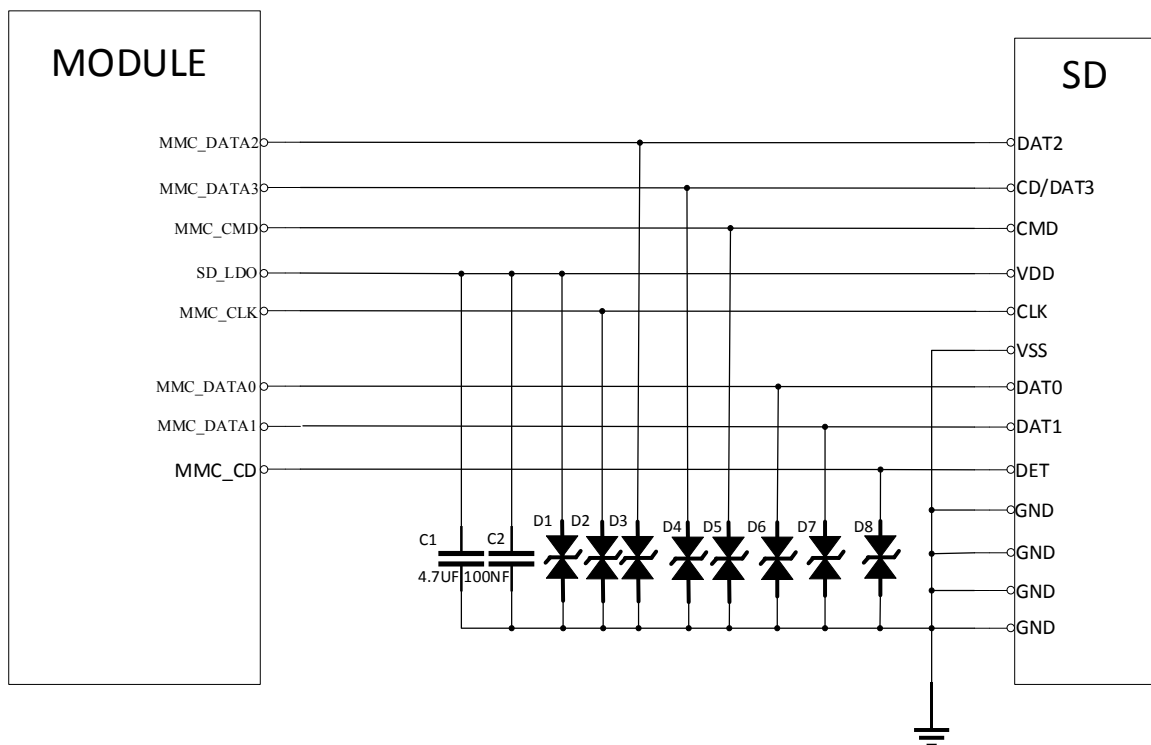 MODULE
SD
MMC_DATA2
DAT2
MMC_DATA3
CD/DAT3
MMC_CMD
CMD
SD_LDO
VDD
MMC_CLK
CLK
VSS
MMC_DATA0
DAT0
MMC_DATA1
DAT1
MMC_CD
DET
GND
D1
D2
D3
D4
D5
D6
D7
D8
C1
C2
GND
4.7UF
100NF
GND
GND